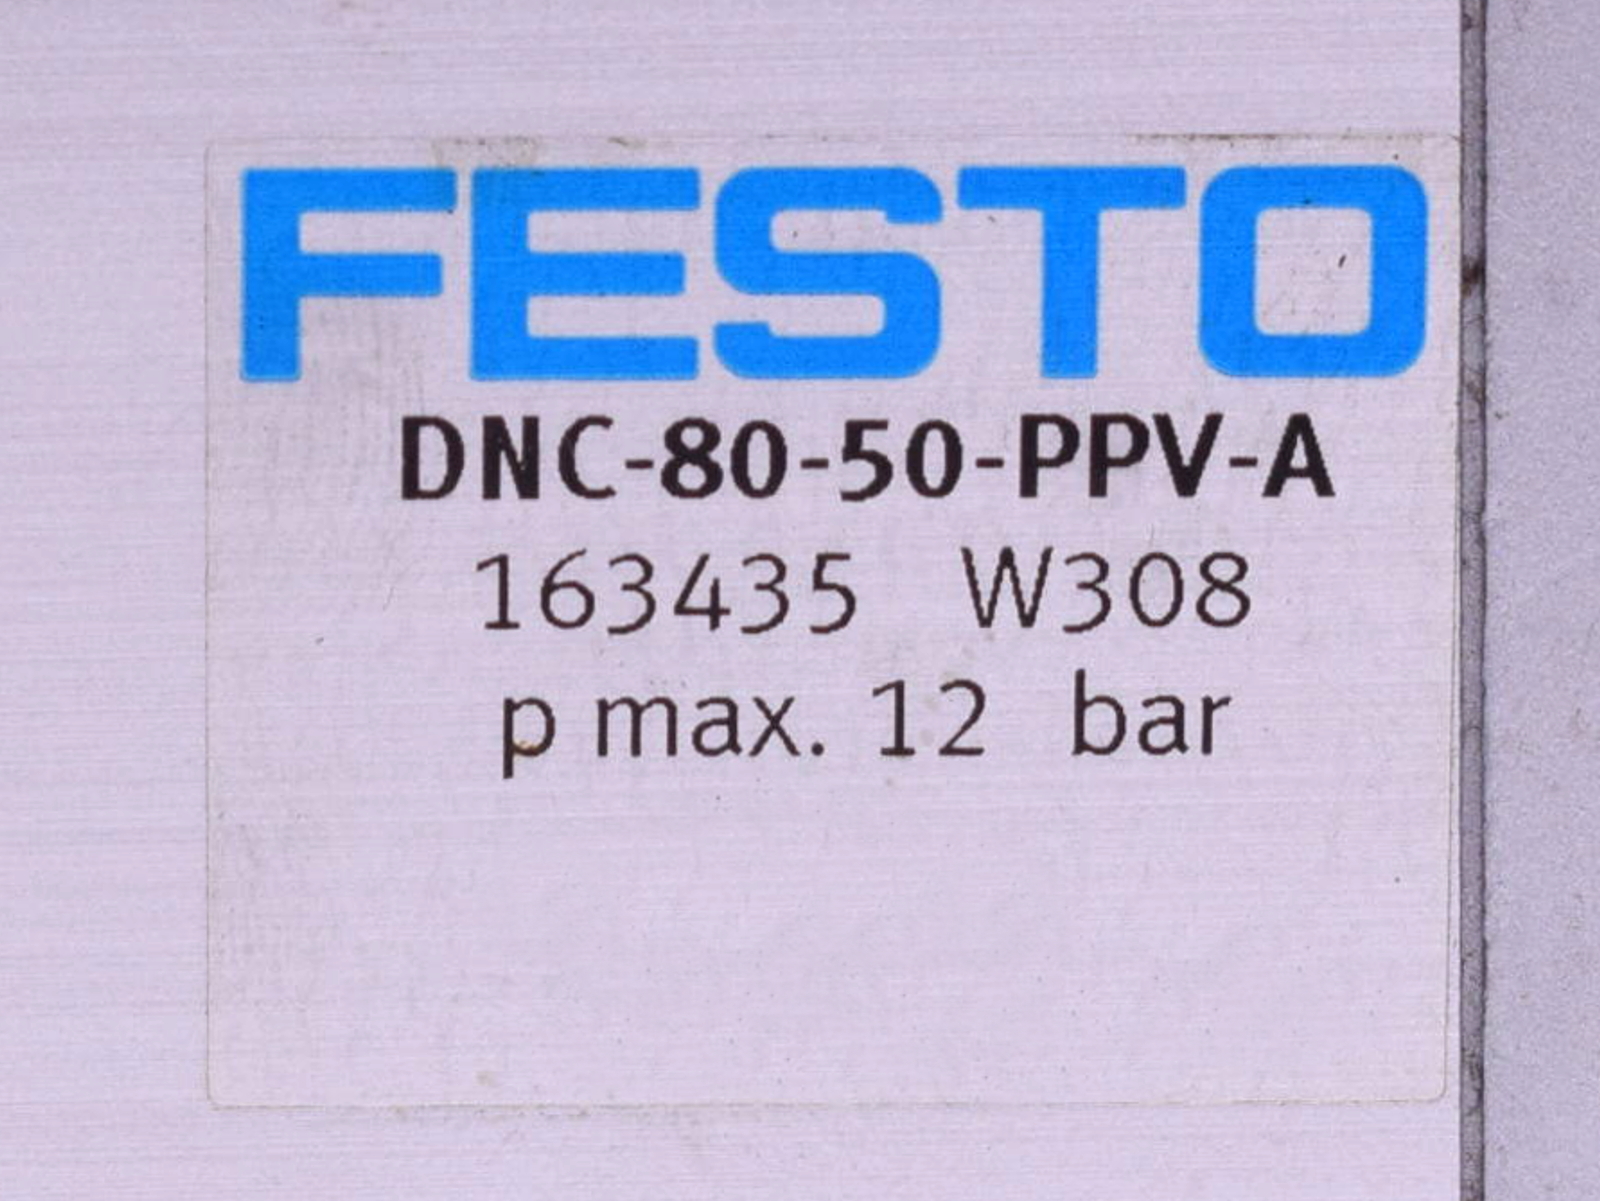 FESTO
DNC-80-50-PPV-A
163435 W308
p max. 12 bar